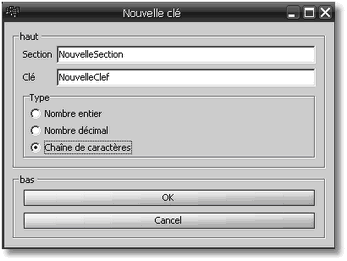 Nouvelle clé
haut
Section NouvelleSection
Clé NouvelleClef
Type
Nombre entier
Nombre décimal
Chaîne de caractères
bas
OK
Cancel